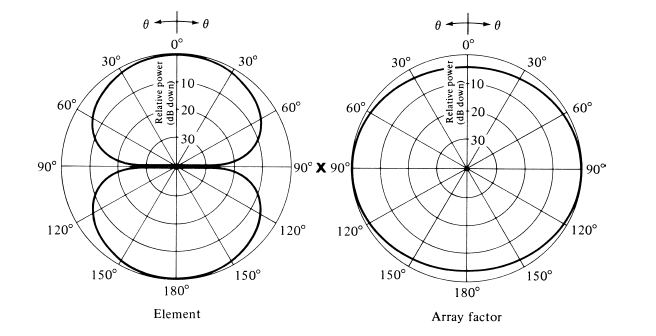 θ θ
0°
30° 30°
60° 60°
90° 90°
120° 120°
150° 150°
180°
Relative power
(dB down)
10
20
30
Element
X
θ θ
0°
30° 30°
60° 60°
90° 90°
120° 120°
150° 150°
180°
Relative power
(dB down)
10
20
30
Array factor